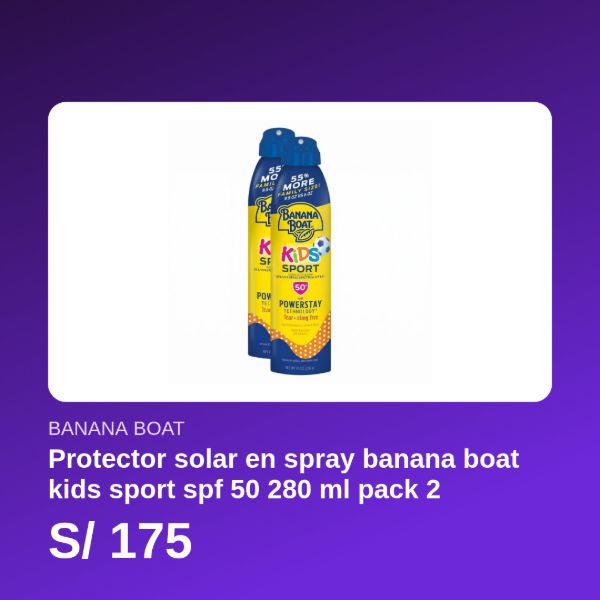 55%
MORE
FAMILY SIZE!
BANANA
BOAT
KIDS
SPORT
50+
POWERSTAY
TECHNOLOGY
Tear + sting free
BANANA BOAT
Protector solar en spray banana boat
kids sport spf 50 280 ml pack 2
S/ 175